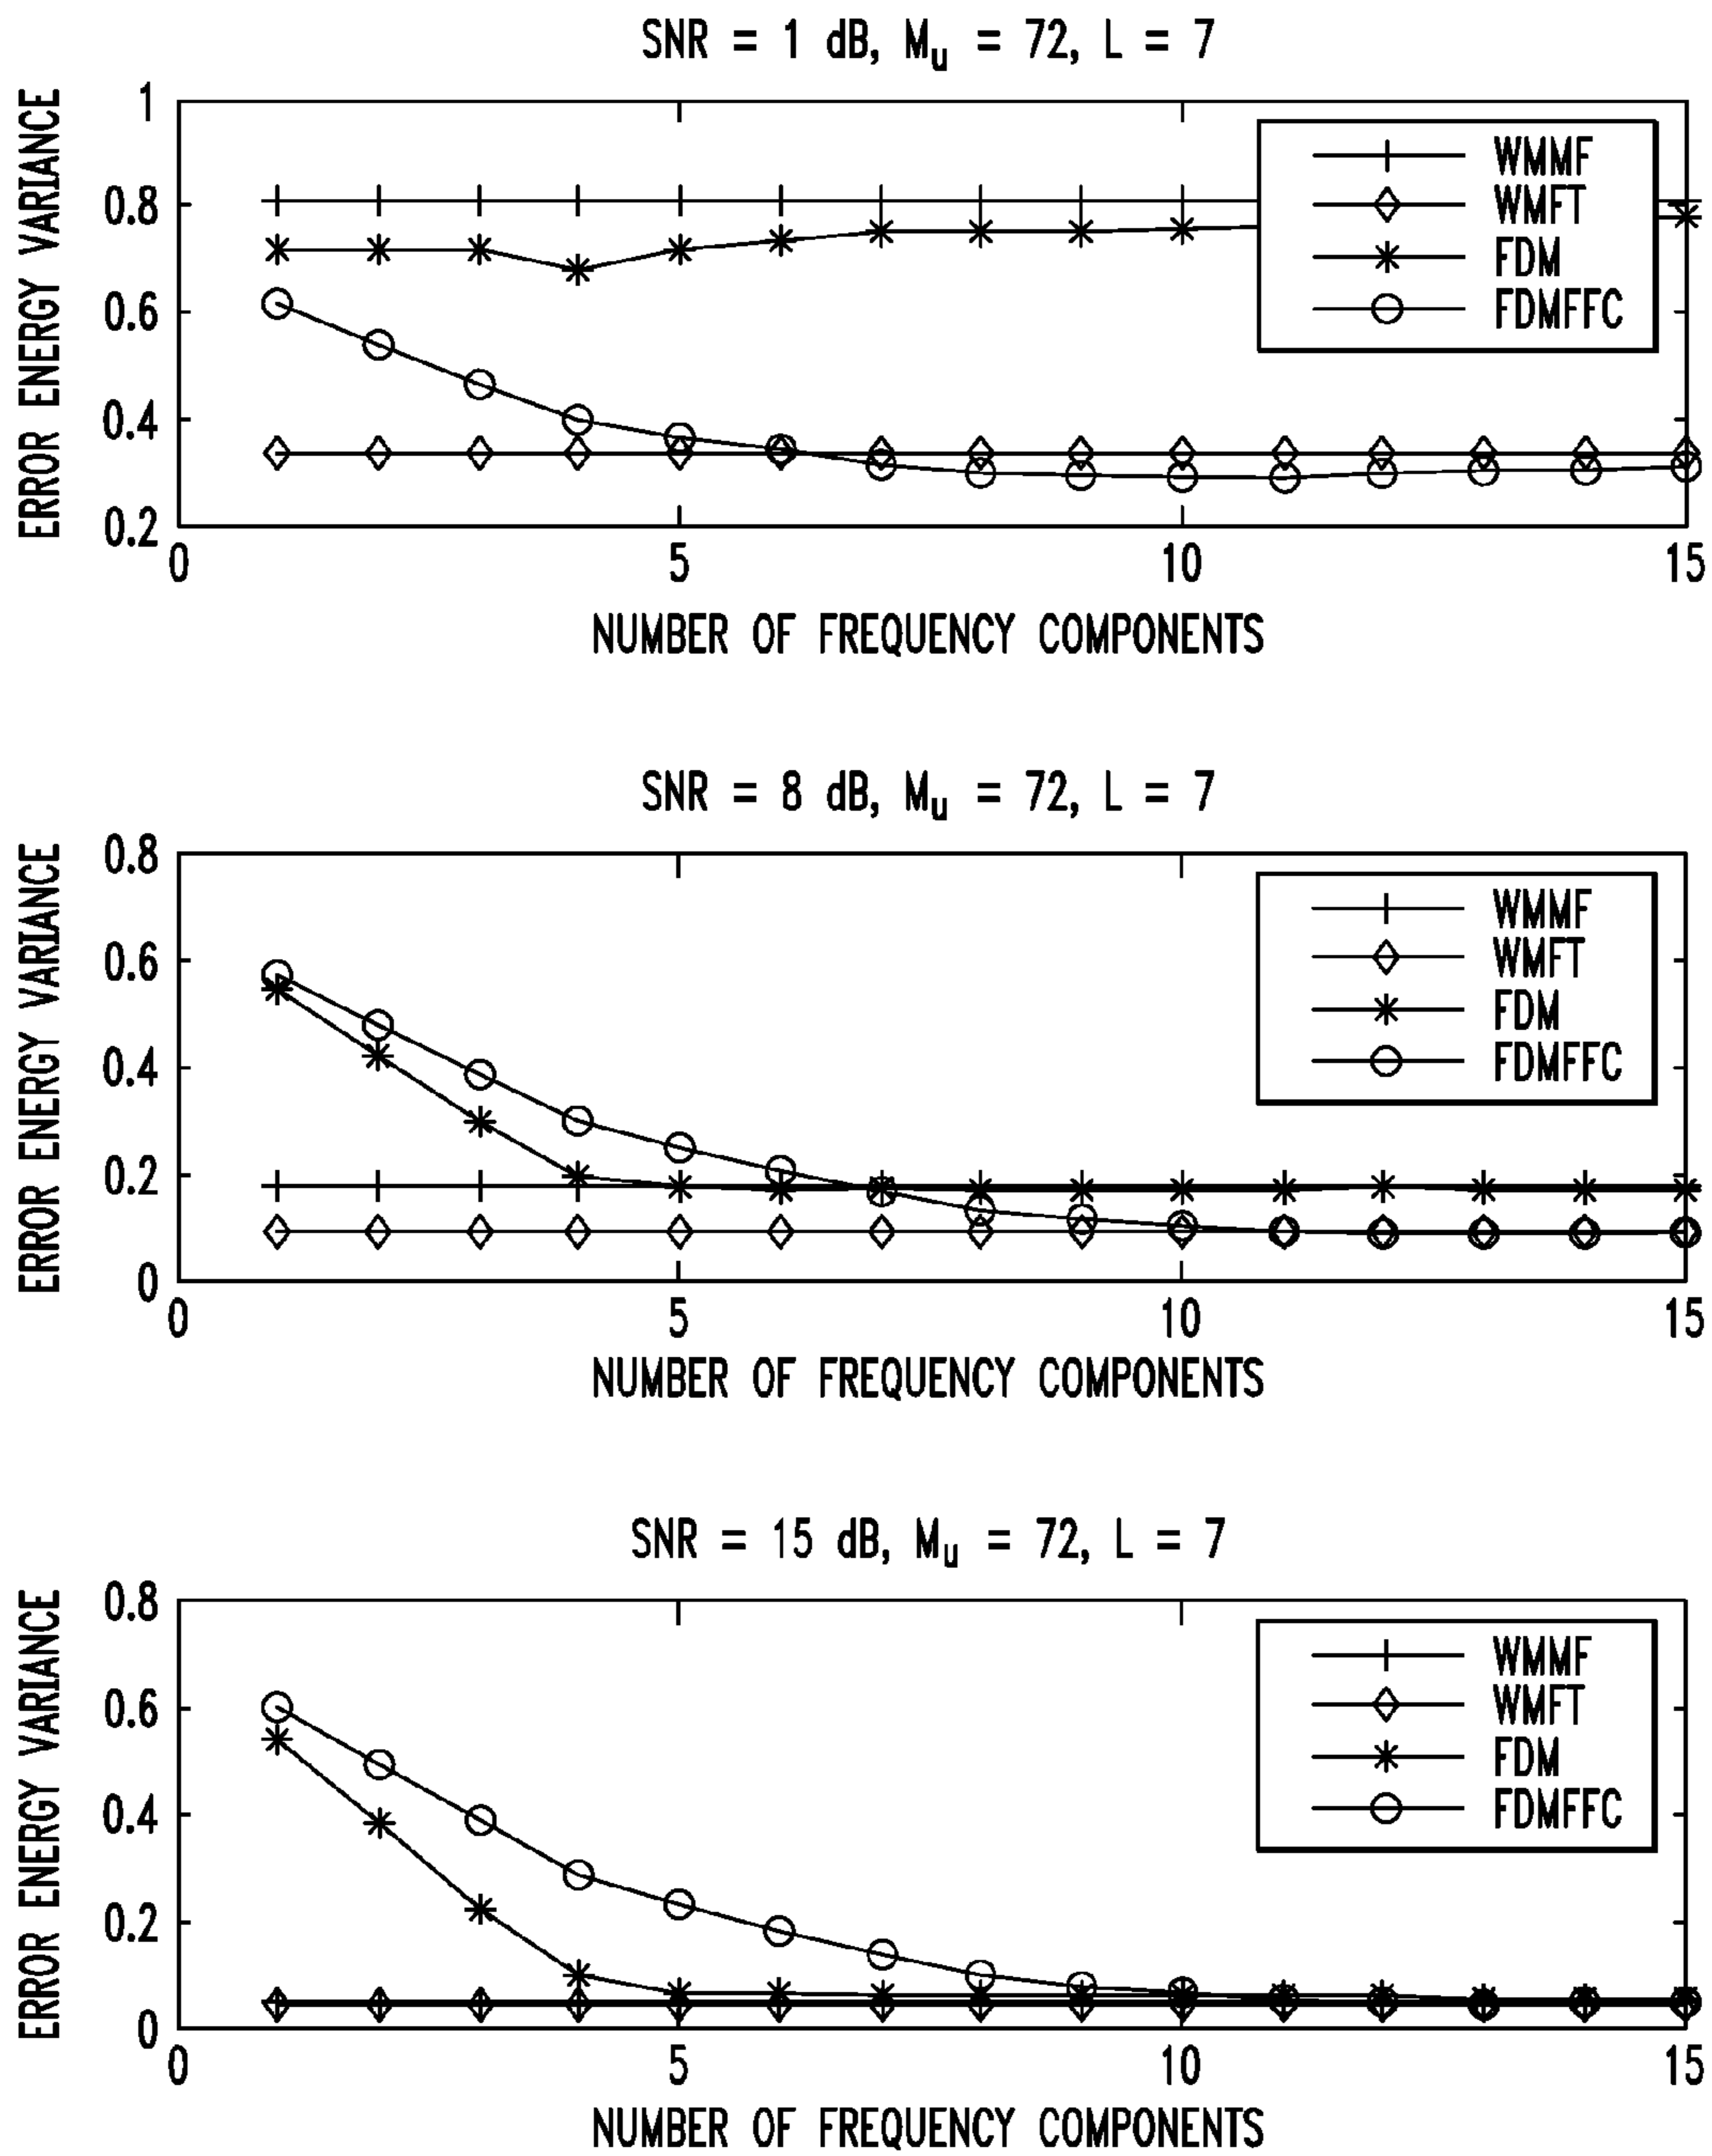 SNR = 1 dB, Mu = 72, L = 7
ERROR ENERGY VARIANCE
1
0.8
0.6
0.4
0.2
0
5
10
15
NUMBER OF FREQUENCY COMPONENTS
WMMF
WMFT
FDM
FDMFFC
SNR = 8 dB, Mu = 72, L = 7
ERROR ENERGY VARIANCE
0.8
0.6
0.4
0.2
0
0
5
10
15
NUMBER OF FREQUENCY COMPONENTS
WMMF
WMFT
FDM
FDMFFC
SNR = 15 dB, Mu = 72, L = 7
ERROR ENERGY VARIANCE
0.8
0.6
0.4
0.2
0
0
5
10
15
NUMBER OF FREQUENCY COMPONENTS
WMMF
WMFT
FDM
FDMFFC